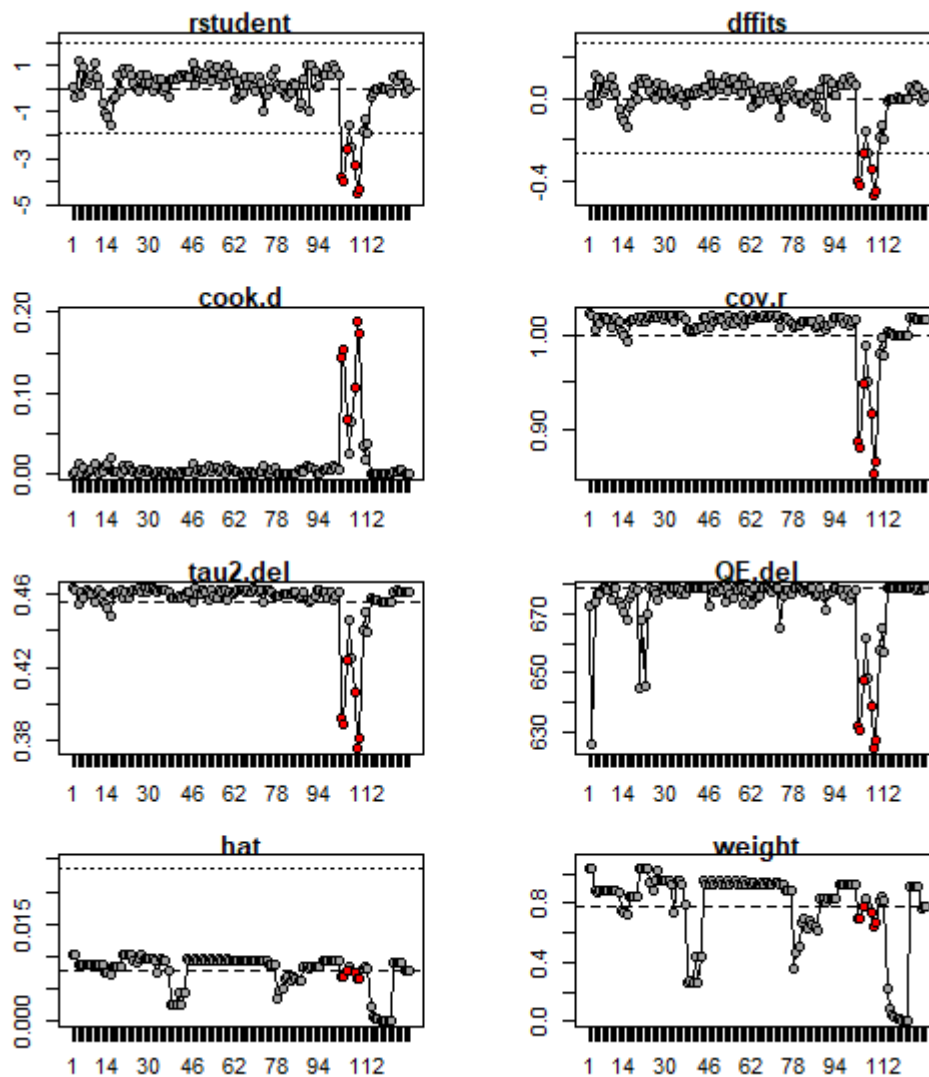 rstudent
dffits
1
-1
-3
-5
0.0
-0.4
1 14 30 46 62 78 94 112
1 14 30 46 62 78 94 112
cook.d
cov.r
0.20
0.10
0.00
1.00
0.90
1 14 30 46 62 78 94 112
1 14 30 46 62 78 94 112
tau2.del
QE.del
0.46
0.42
0.38
670
650
630
1 14 30 46 62 78 94 112
1 14 30 46 62 78 94 112
hat
weight
0.015
0.000
0.8
0.4
0.0
1 14 30 46 62 78 94 112
1 14 30 46 62 78 94 112